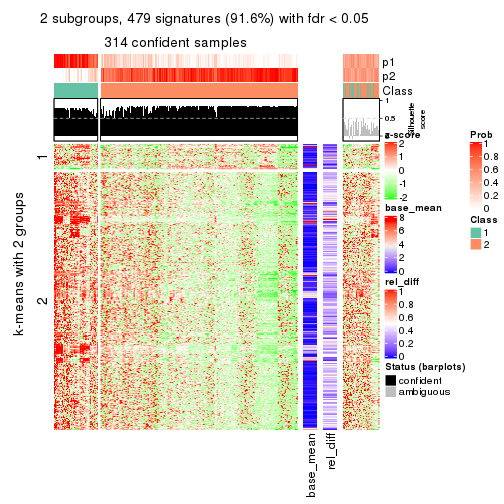 2 subgroups, 479 signatures (91.6%) with fdr < 0.05
314 confident samples
p1
p2
Class
1
0.5
0
Silhouette
score
z-score
2
1
0
-1
-2
base_mean
8
6
4
2
0
rel_diff
1
0.8
0.6
0.4
0.2
0
Status (barplots)
confident
ambiguous
Prob
1
0.8
0.6
0.4
0.2
0
Class
1
2
k-means with 2 groups
1
2
base_mean
rel_diff